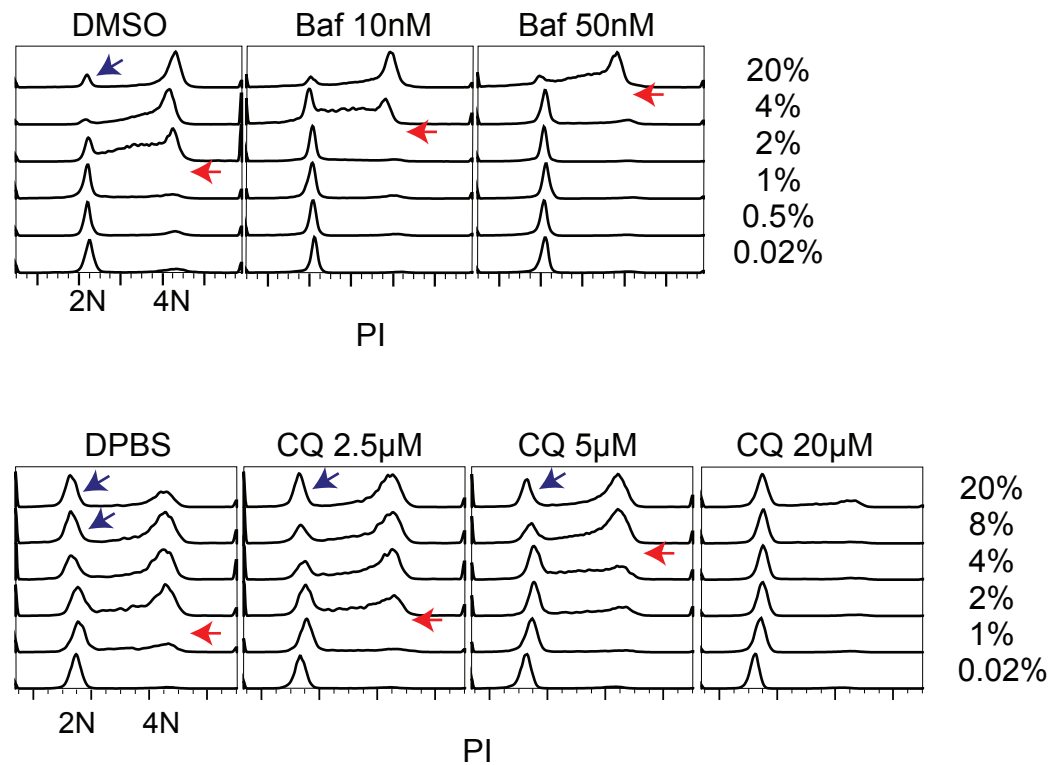 DMSO Baf 10nM Baf 50nM
20%
4%
2%
1%
0.5%
0.02%
2N 4N
PI
DPBS CQ 2.5µM CQ 5µM CQ 20µM
20%
8%
4%
2%
1%
0.02%
2N 4N
PI